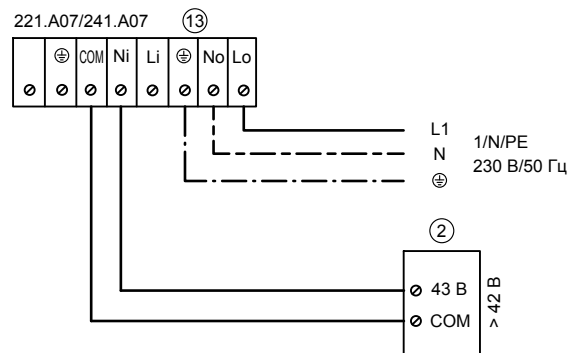 221.A07/241.A07 13
⏚ COM Ni Li ⏚ No Lo
L1
N
⏚
1/N/PE
230 В/50 Гц
2
43 В
COM
> 42 В